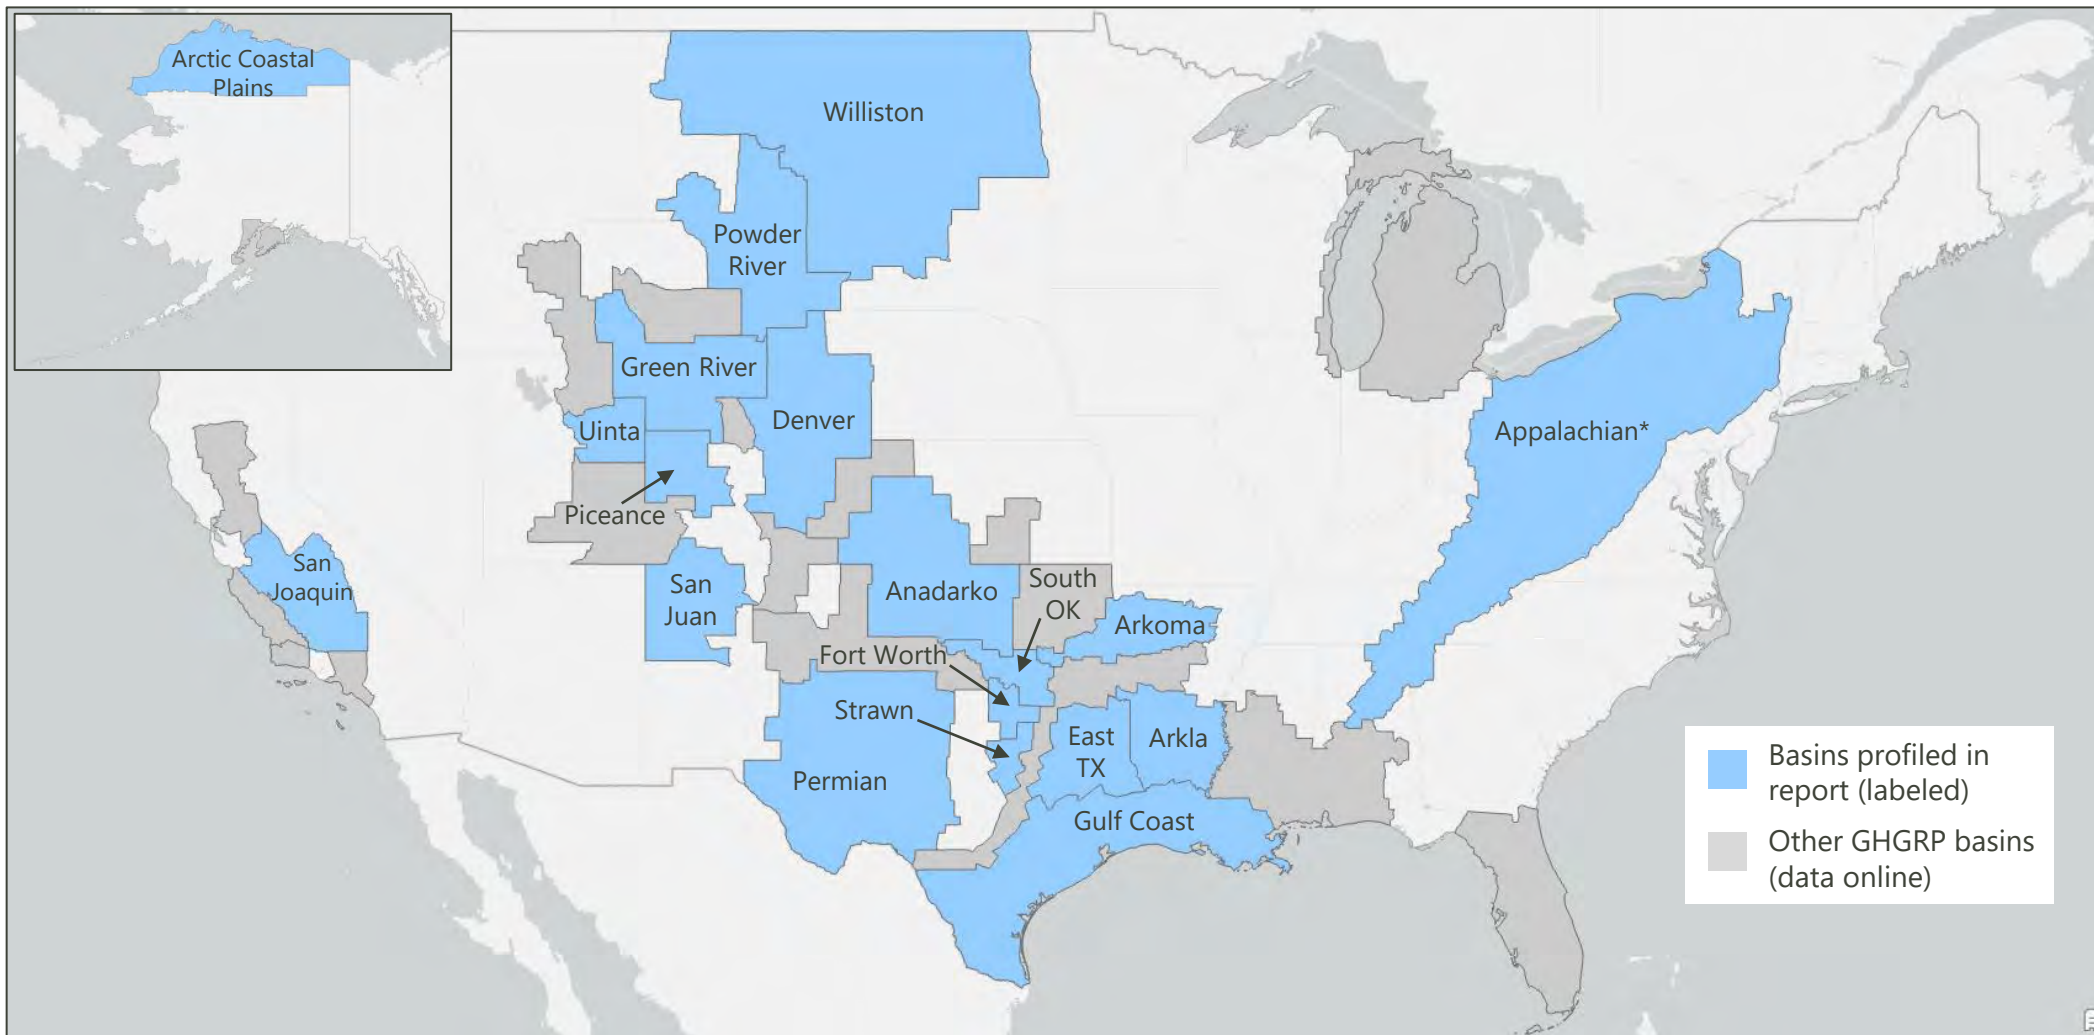 Arctic Coastal
Plains
Williston
Powder
River
Green River
Uinta
Denver
Piceance
Appalachian*
San
Joaquin
San
Juan
Anadarko
South
OK
Arkoma
Fort Worth
Strawn
East
TX
Arkla
Permian
Gulf Coast
Basins profiled in
report (labeled)
Other GHGRP basins
(data online)